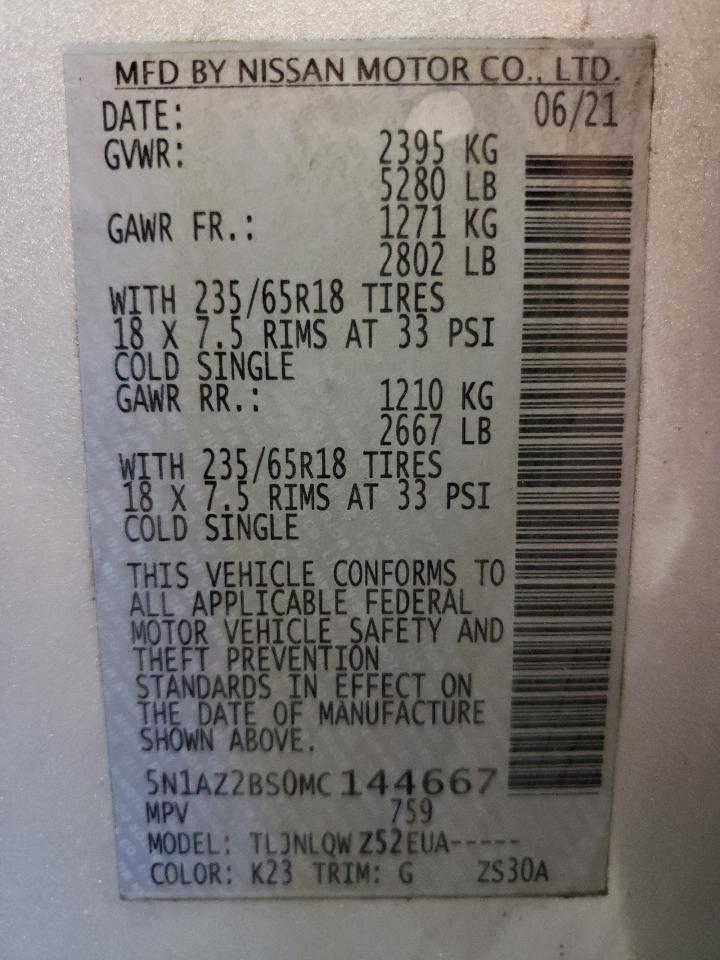 MFD BY NISSAN MOTOR CO., LTD.
DATE: 06/21
GVWR: 2395 KG
5280 LB
GAWR FR.: 1271 KG
2802 LB
WITH 235/65R18 TIRES
18 X 7.5 RIMS AT 33 PSI
COLD SINGLE
GAWR RR.: 1210 KG
2667 LB
WITH 235/65R18 TIRES
18 X 7.5 RIMS AT 33 PSI
COLD SINGLE
THIS VEHICLE CONFORMS TO
ALL APPLICABLE FEDERAL
MOTOR VEHICLE SAFETY AND
THEFT PREVENTION
STANDARDS IN EFFECT ON
THE DATE OF MANUFACTURE
SHOWN ABOVE.
5N1AZ2BS0MC144667
MPV 759
MODEL: TLJNLQW Z52EUA-----
COLOR: K23 TRIM: G ZS30A